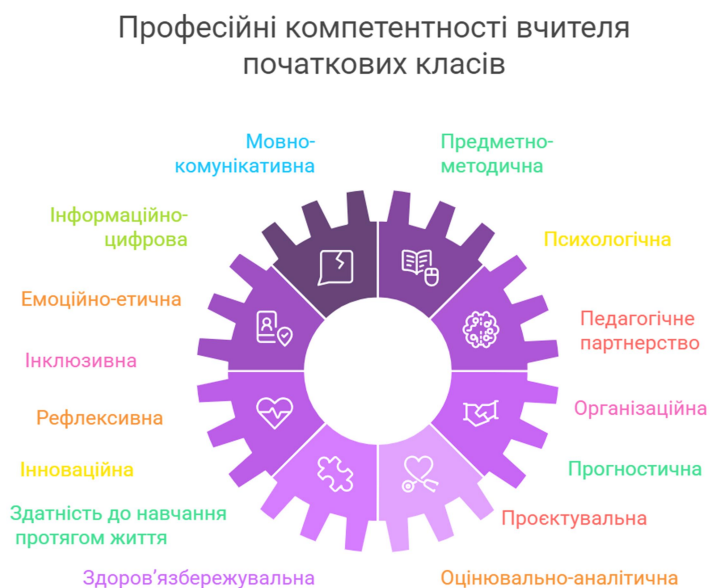 Професійні компетентності вчителя
початкових класів
Мовно-
комунікативна
Предметно-
методична
Інформаційно-
цифрова
Психологічна
Емоційно-етична
Педагогічне
партнерство
Інклюзивна
Організаційна
Рефлексивна
Інноваційна
Прогностична
Здатність до навчання
протягом життя
Проєктувальна
Здоров’язбережувальна
Оцінювально-аналітична